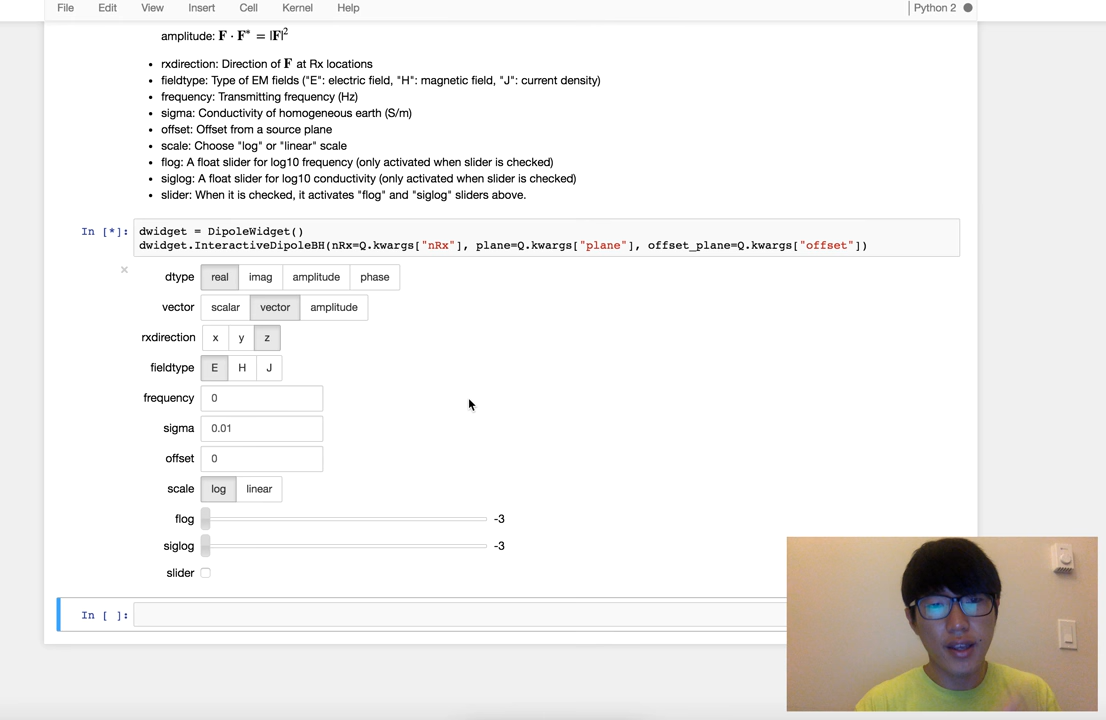 File Edit View Insert Cell Kernel Help Python 2
amplitude: F · F* = |F|²
• rxdirection: Direction of F at Rx locations
• fieldtype: Type of EM fields ("E": electric field, "H": magnetic field, "J": current density)
• frequency: Transmitting frequency (Hz)
• sigma: Conductivity of homogeneous earth (S/m)
• offset: Offset from a source plane
• scale: Choose "log" or "linear" scale
• flog: A float slider for log10 frequency (only activated when slider is checked)
• siglog: A float slider for log10 conductivity (only activated when slider is checked)
• slider: When it is checked, it activates "flog" and "siglog" sliders above.
In [*]: dwidget = DipoleWidget()
dwidget.InteractiveDipoleBH(nRx=Q.kwargs["nRx"], plane=Q.kwargs["plane"], offset_plane=Q.kwargs["offset"])
×
dtype real imag amplitude phase
vector scalar vector amplitude
rxdirection x y z
fieldtype E H J
frequency 0
sigma 0.01
offset 0
scale log linear
flog -3
siglog -3
slider
In [ ]: